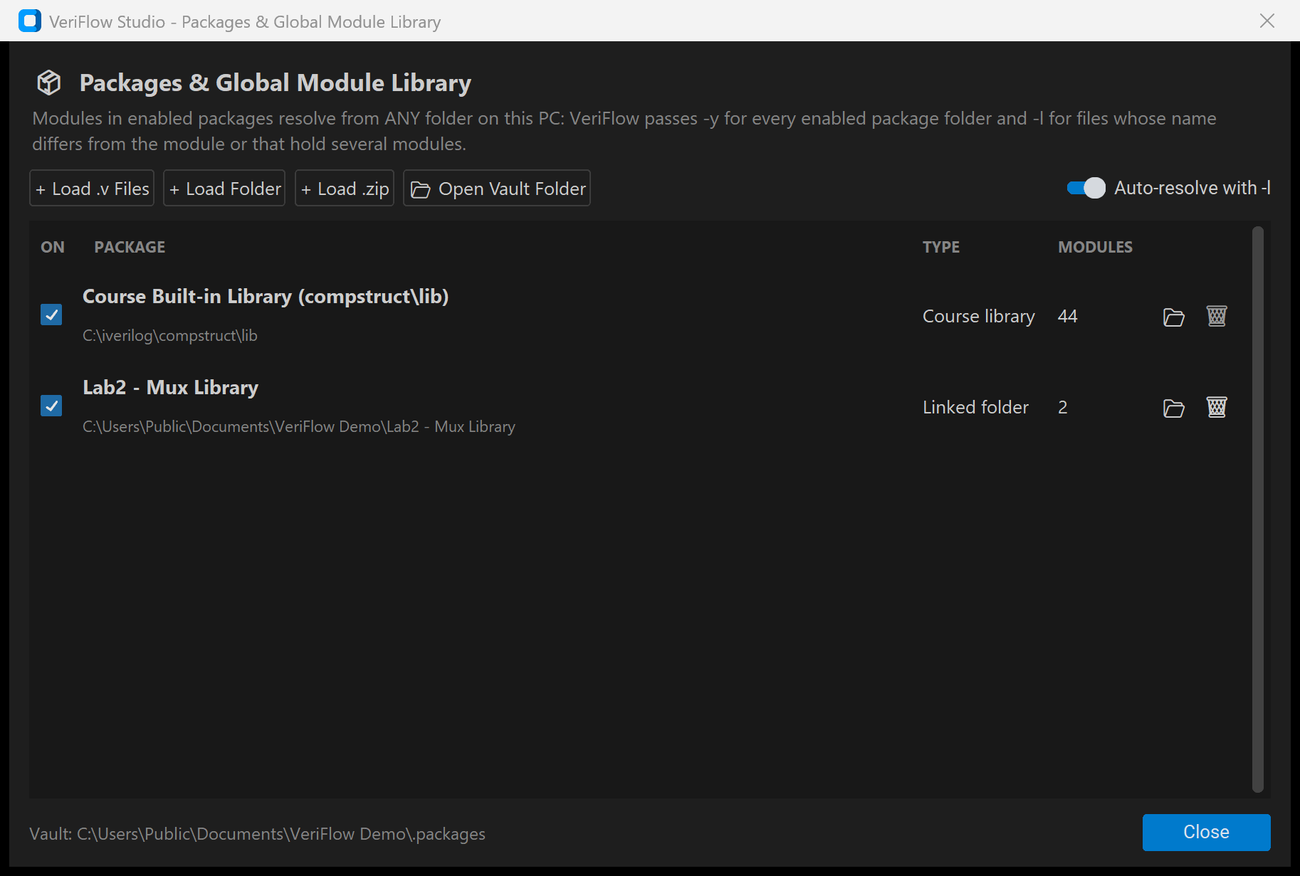 VeriFlow Studio - Packages & Global Module Library
Packages & Global Module Library
Modules in enabled packages resolve from ANY folder on this PC: VeriFlow passes -y for every enabled package folder and -l for files whose name
differs from the module or that hold several modules.
+ Load .v Files + Load Folder + Load .zip Open Vault Folder Auto-resolve with -l
ON PACKAGE TYPE MODULES
Course Built-in Library (compstruct\lib)
Course library 44
C:\iverilog\compstruct\lib
Lab2 - Mux Library
Linked folder 2
C:\Users\Public\Documents\VeriFlow Demo\Lab2 - Mux Library
Vault: C:\Users\Public\Documents\VeriFlow Demo\.packages
Close